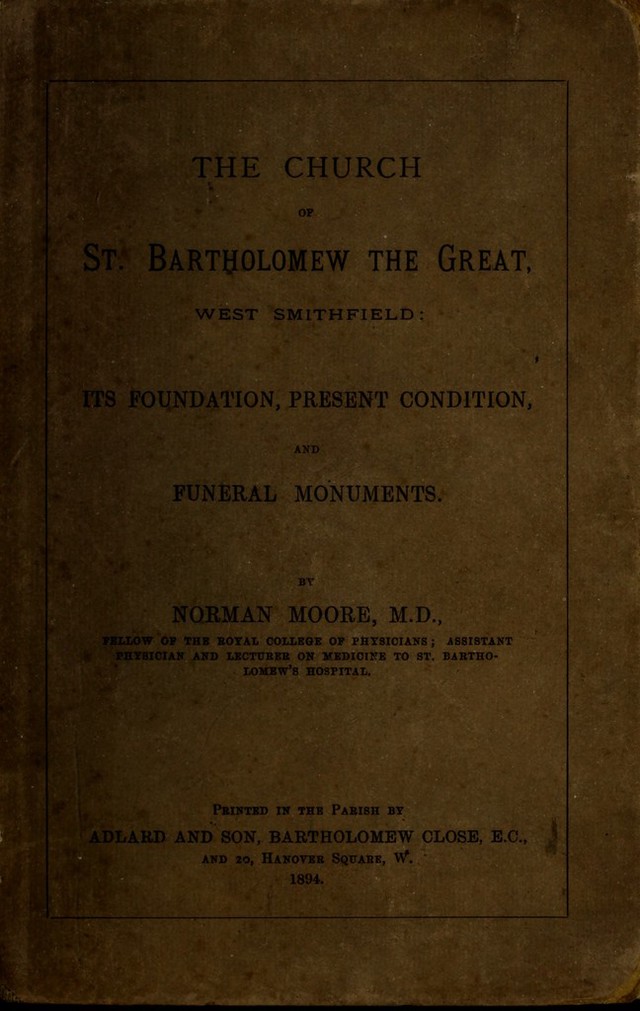 THE CHURCH
OF
ST. BARTHOLOMEW THE GREAT,
WEST SMITHFIELD:
ITS FOUNDATION, PRESENT CONDITION,
AND
FUNERAL MONUMENTS.
BY
NORMAN MOORE, M.D.,
FELLOW OF THE ROYAL COLLEGE OF PHYSICIANS; ASSISTANT
PHYSICIAN AND LECTURER ON MEDICINE TO ST. BARTHO-
LOMEW'S HOSPITAL.
PRINTED IN THE PARISH BY
ADLARD AND SON, BARTHOLOMEW CLOSE, E.C.,
AND 20, HANOVER SQUARE, W.
1894.